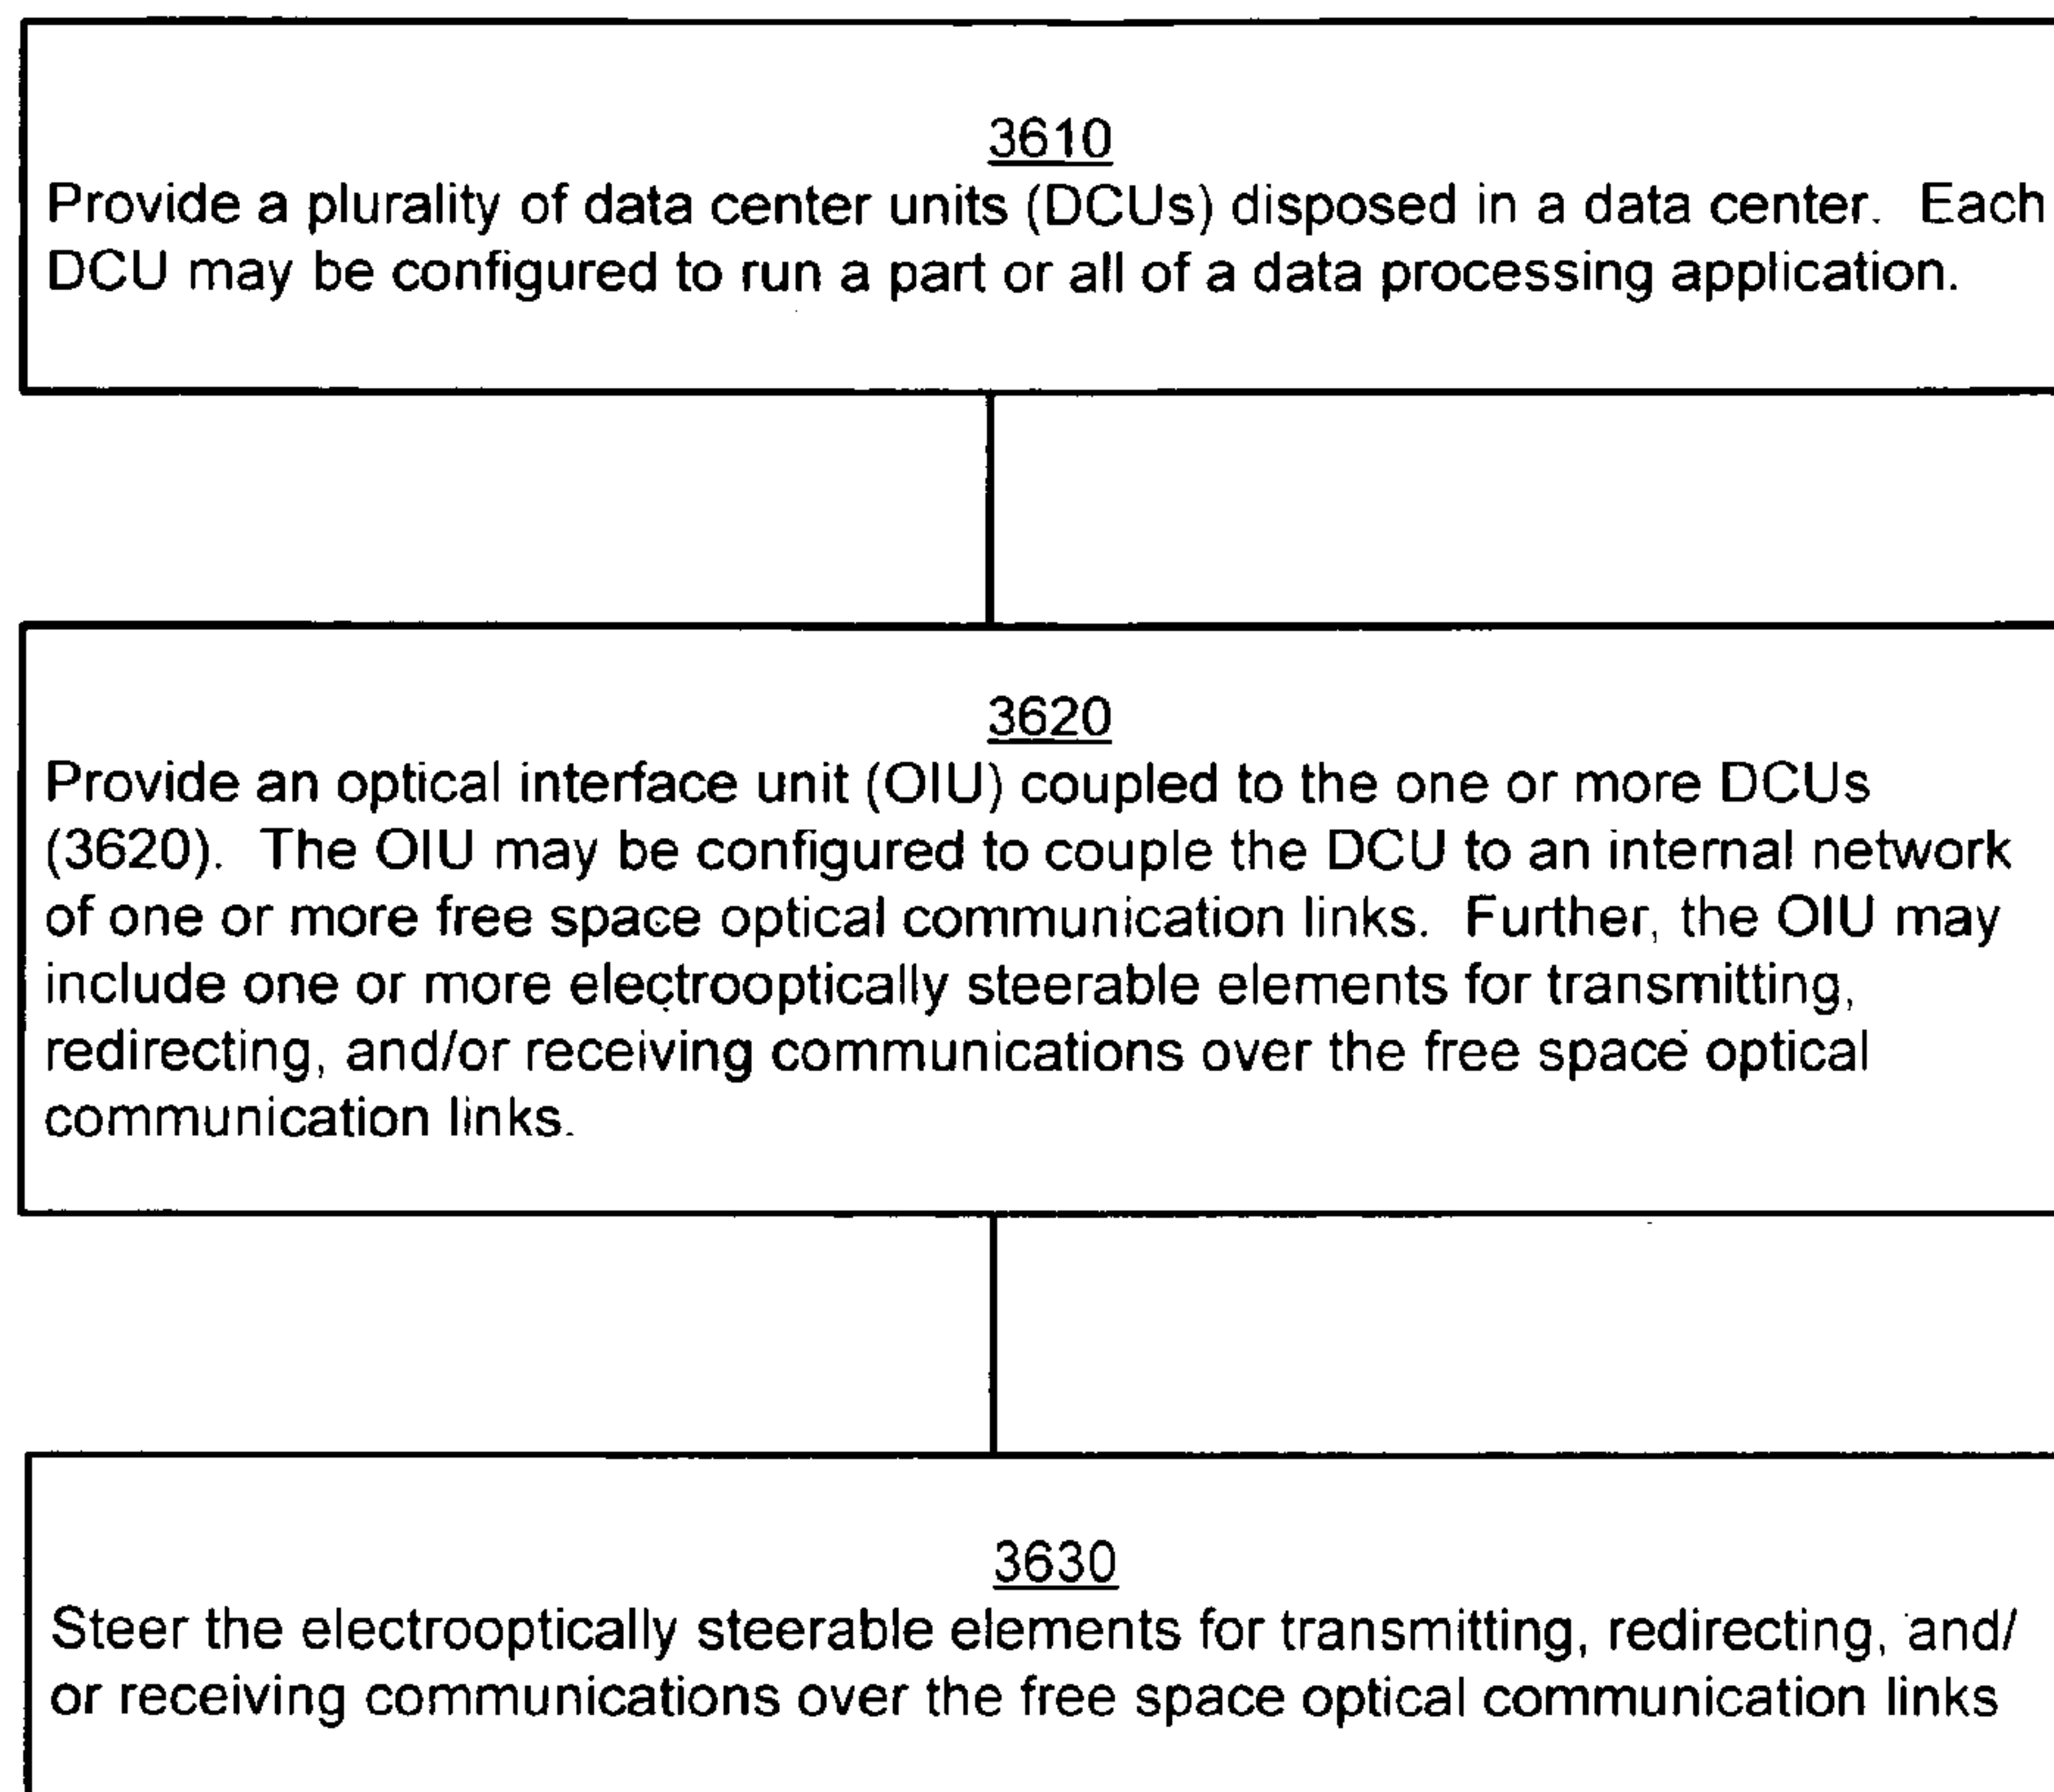 3610
Provide a plurality of data center units (DCUs) disposed in a data center. Each
DCU may be configured to run a part or all of a data processing application.
3620
Provide an optical interface unit (OIU) coupled to the one or more DCUs
(3620). The OIU may be configured to couple the DCU to an internal network
of one or more free space optical communication links. Further, the OIU may
include one or more electrooptically steerable elements for transmitting,
redirecting, and/or receiving communications over the free space optical
communication links.
3630
Steer the electrooptically steerable elements for transmitting, redirecting, and/
or receiving communications over the free space optical communication links